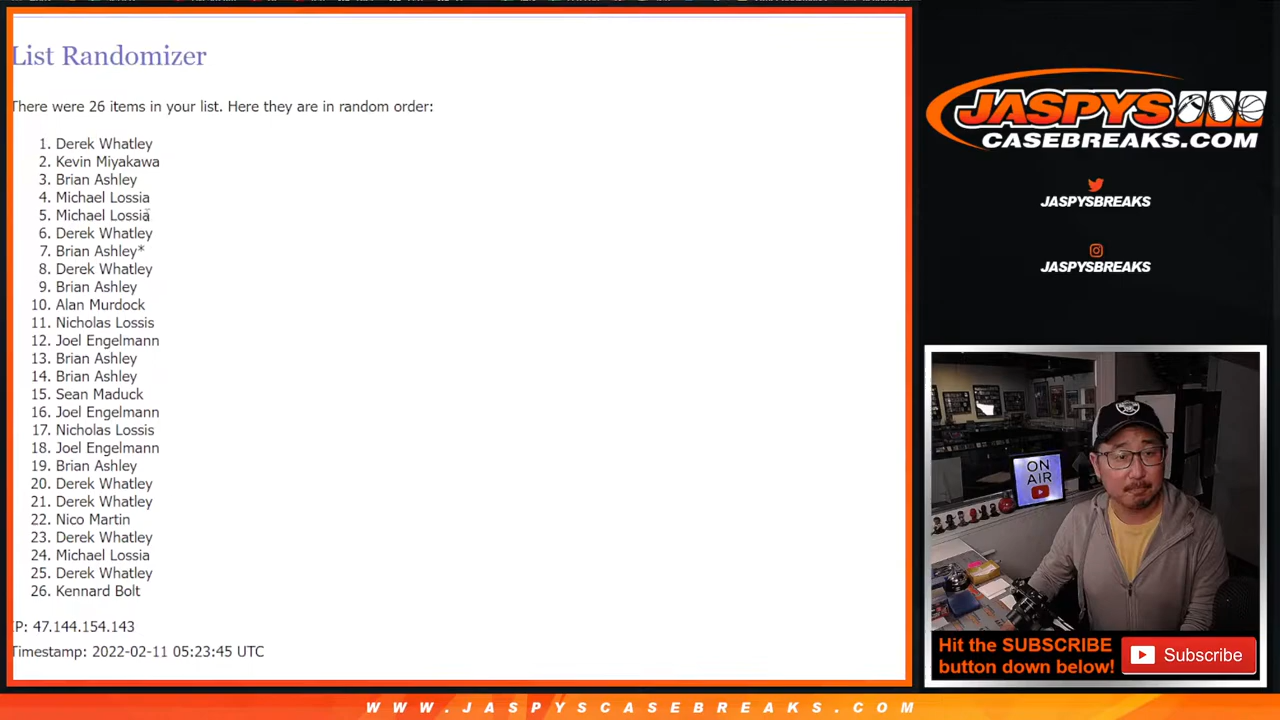 List Randomizer
There were 26 items in your list. Here they are in random order:
1. Derek Whatley
2. Kevin Miyakawa
3. Brian Ashley
4. Michael Lossia
5. Michael Lossia
6. Derek Whatley
7. Brian Ashley*
8. Derek Whatley
9. Brian Ashley
10. Alan Murdock
11. Nicholas Lossis
12. Joel Engelmann
13. Brian Ashley
14. Brian Ashley
15. Sean Maduck
16. Joel Engelmann
17. Nicholas Lossis
18. Joel Engelmann
19. Brian Ashley
20. Derek Whatley
21. Derek Whatley
22. Nico Martin
23. Derek Whatley
24. Michael Lossia
25. Derek Whatley
26. Kennard Bolt
IP: 47.144.154.143
Timestamp: 2022-02-11 05:23:45 UTC
JASPYS
CASEBREAKS.COM
JASPYSBREAKS
JASPYSBREAKS
ON
AIR
Hit the SUBSCRIBE
button down below!
Subscribe
WWW.JASPYSCASEBREAKS.COM